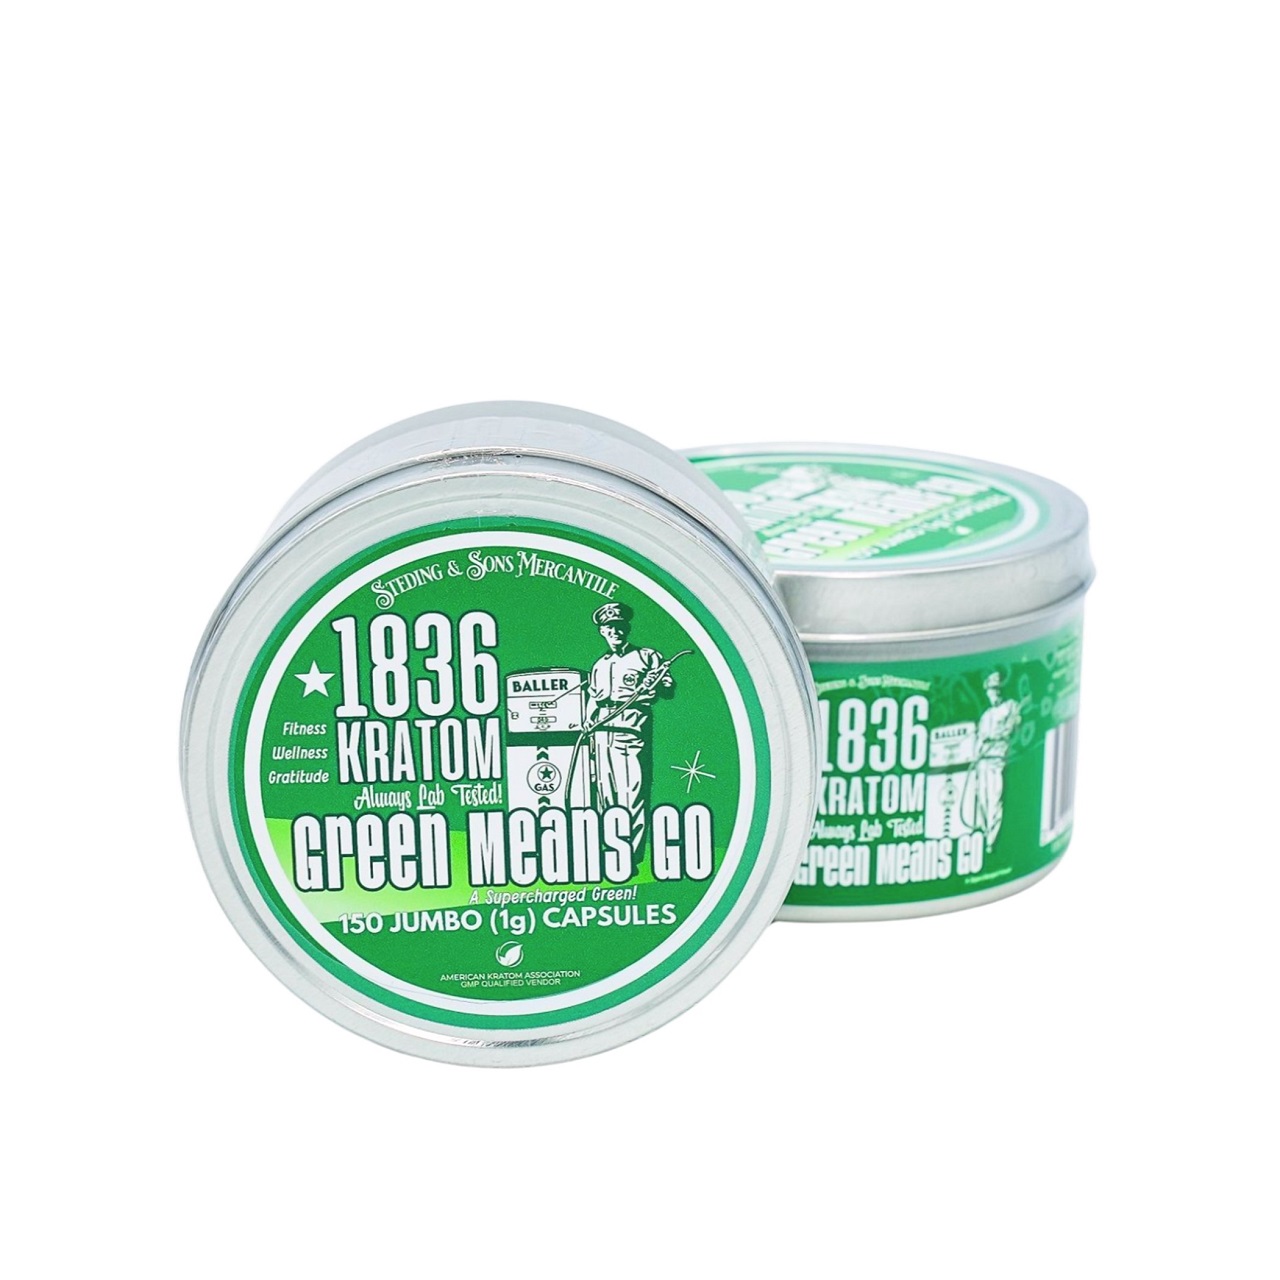 STEDING & SONS MERCANTILE
1836
KRATOM
Fitness
Wellness
Gratitude
Always Lab Tested!
BALLER
GAS
Green Means GO
A Supercharged Green!
150 JUMBO (1g) CAPSULES
AMERICAN KRATOM ASSOCIATION
GMP QUALIFIED VENDOR
1836
KRATOM
BALLER
Always Lab Tested
Green Means GO